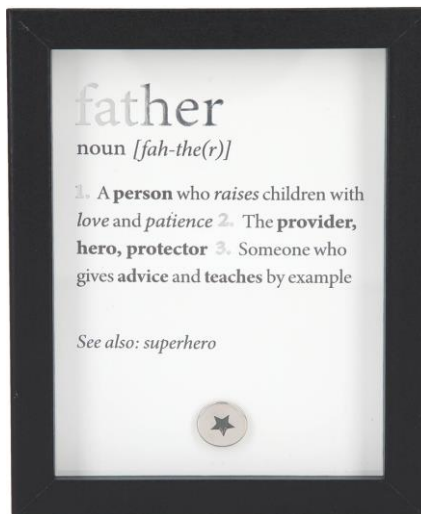 father
noun [fah-the(r)]
1. A person who raises children with
love and patience 2. The provider,
hero, protector 3. Someone who
gives advice and teaches by example
See also: superhero